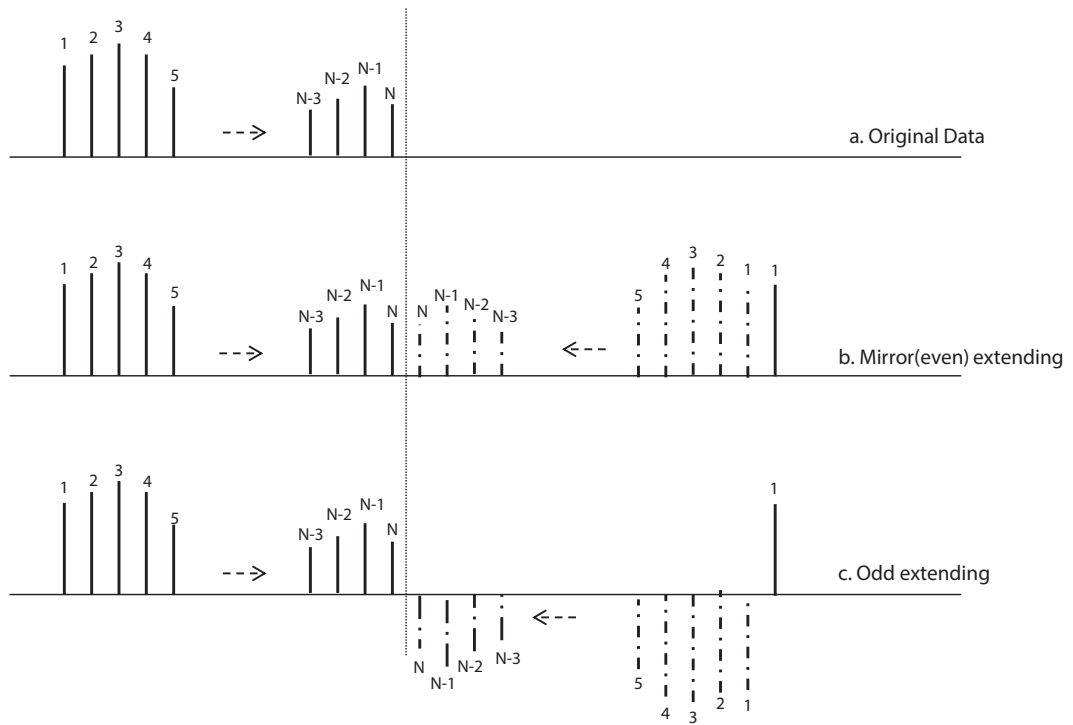 1 2 3 4 5 N-3 N-2 N-1 N
a. Original Data
1 2 3 4 5 N-3 N-2 N-1 N N N-1 N-2 N-3 5 4 3 2 1 1
b. Mirror(even) extending
1 2 3 4 5 N-3 N-2 N-1 N 1
c. Odd extending
N N-1 N-2 N-3 5 4 3 2 1